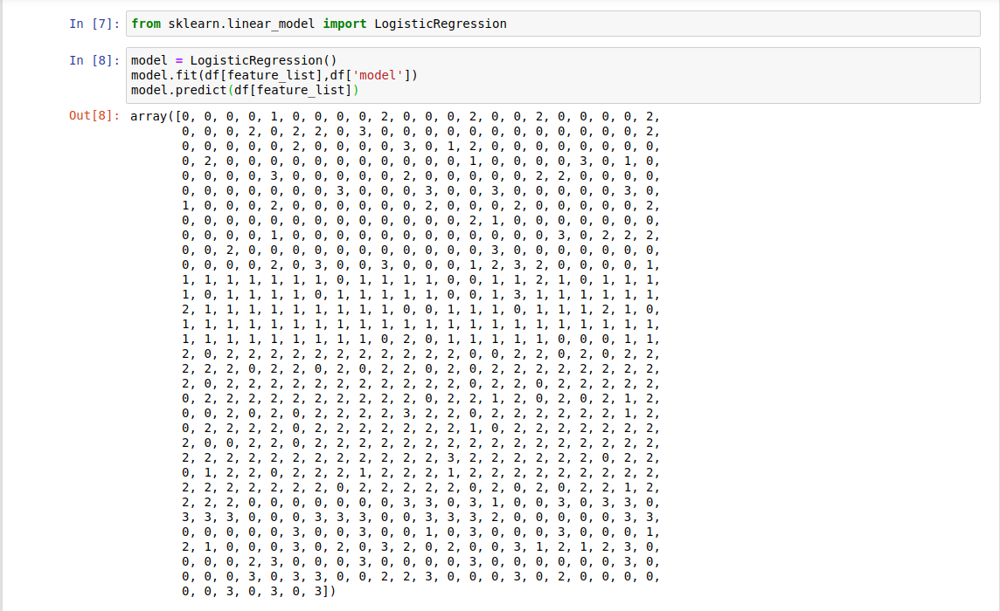 In [7]: from sklearn.linear_model import LogisticRegression
In [8]: model = LogisticRegression()
model.fit(df[feature_list],df['model'])
model.predict(df[feature_list])
Out[8]: array([0, 0, 0, 0, 1, 0, 0, 0, 0, 2, 0, 0, 0, 2, 0, 0, 2, 0, 0, 0, 0, 2,
0, 0, 0, 2, 0, 2, 2, 0, 3, 0, 0, 0, 0, 0, 0, 0, 0, 0, 0, 2,
0, 0, 0, 0, 0, 2, 0, 0, 0, 0, 3, 0, 1, 2, 0, 0, 0, 0, 0, 0, 0, 0,
0, 2, 0, 0, 0, 0, 0, 0, 0, 0, 0, 0, 0, 1, 0, 0, 0, 0, 3, 0, 1, 0,
0, 0, 0, 0, 3, 0, 0, 0, 0, 0, 2, 0, 0, 0, 0, 0, 2, 2, 0, 0, 0, 0,
0, 0, 0, 0, 0, 0, 0, 3, 0, 0, 0, 3, 0, 0, 3, 0, 0, 0, 0, 0, 3, 0,
1, 0, 0, 0, 2, 0, 0, 0, 0, 0, 0, 2, 0, 0, 0, 2, 0, 0, 0, 0, 0, 2,
0, 0, 0, 0, 0, 0, 0, 0, 0, 0, 0, 0, 0, 2, 1, 0, 0, 0, 0, 0, 0, 0,
0, 0, 0, 0, 1, 0, 0, 0, 0, 0, 0, 0, 0, 0, 0, 0, 0, 3, 0, 2, 2, 2,
0, 0, 2, 0, 0, 0, 0, 0, 0, 0, 0, 0, 0, 0, 3, 0, 0, 0, 0, 0, 0, 0,
0, 0, 0, 0, 2, 0, 3, 0, 0, 3, 0, 0, 0, 1, 2, 3, 2, 0, 0, 0, 0, 1,
1, 1, 1, 1, 1, 1, 1, 0, 1, 1, 1, 1, 0, 0, 1, 1, 2, 1, 0, 1, 1, 1,
1, 0, 1, 1, 1, 1, 0, 1, 1, 1, 1, 1, 0, 0, 1, 3, 1, 1, 1, 1, 1, 1,
2, 1, 1, 1, 1, 1, 1, 1, 1, 1, 0, 0, 1, 1, 1, 0, 1, 1, 1, 2, 1, 0,
1, 1, 1, 1, 1, 1, 1, 1, 1, 1, 1, 1, 1, 1, 1, 1, 1, 1, 1, 1, 1, 1,
1, 1, 1, 1, 1, 1, 1, 1, 1, 0, 2, 0, 1, 1, 1, 1, 1, 0, 0, 0, 1, 1,
2, 0, 2, 2, 2, 2, 2, 2, 2, 2, 2, 2, 2, 0, 0, 2, 2, 0, 2, 0, 2, 2,
2, 2, 2, 0, 2, 2, 0, 2, 0, 2, 2, 0, 2, 0, 2, 2, 2, 2, 2, 2, 2, 2,
2, 0, 2, 2, 2, 2, 2, 2, 2, 2, 2, 2, 2, 0, 2, 2, 0, 2, 2, 2, 2, 2,
0, 2, 2, 2, 2, 2, 2, 2, 2, 2, 2, 0, 2, 2, 1, 2, 0, 2, 0, 2, 1, 2,
0, 0, 2, 0, 2, 0, 2, 2, 2, 2, 3, 2, 2, 0, 2, 2, 2, 2, 2, 2, 1, 2,
0, 2, 2, 2, 2, 0, 2, 2, 2, 2, 2, 2, 2, 1, 0, 2, 2, 2, 2, 2, 2, 2,
2, 0, 0, 2, 2, 0, 2, 2, 2, 2, 2, 2, 2, 2, 2, 2, 2, 2, 2, 2, 2, 2,
2, 2, 2, 2, 2, 2, 2, 2, 2, 2, 2, 2, 3, 2, 2, 2, 2, 2, 2, 0, 2, 2,
0, 1, 2, 2, 0, 2, 2, 2, 1, 2, 2, 2, 1, 2, 2, 2, 2, 2, 2, 2, 2, 2,
2, 2, 2, 2, 2, 2, 2, 0, 2, 2, 2, 2, 2, 0, 2, 0, 2, 0, 2, 2, 1, 2,
2, 2, 2, 0, 0, 0, 0, 0, 0, 0, 3, 3, 0, 3, 1, 0, 0, 3, 0, 3, 3, 0,
3, 3, 3, 0, 0, 0, 3, 3, 3, 0, 0, 3, 3, 3, 2, 0, 0, 0, 0, 0, 3, 3,
0, 0, 0, 0, 0, 3, 0, 0, 3, 0, 0, 1, 0, 3, 0, 0, 0, 3, 0, 0, 0, 1,
2, 1, 0, 0, 0, 3, 0, 2, 0, 3, 2, 0, 2, 0, 0, 3, 1, 2, 1, 2, 3, 0,
0, 0, 0, 2, 3, 0, 0, 0, 3, 0, 0, 0, 0, 3, 0, 0, 0, 0, 0, 0, 3, 0,
0, 0, 0, 3, 0, 3, 3, 0, 0, 2, 2, 3, 0, 0, 0, 3, 0, 2, 0, 0, 0, 0,
0, 0, 3, 0, 3, 0, 3])